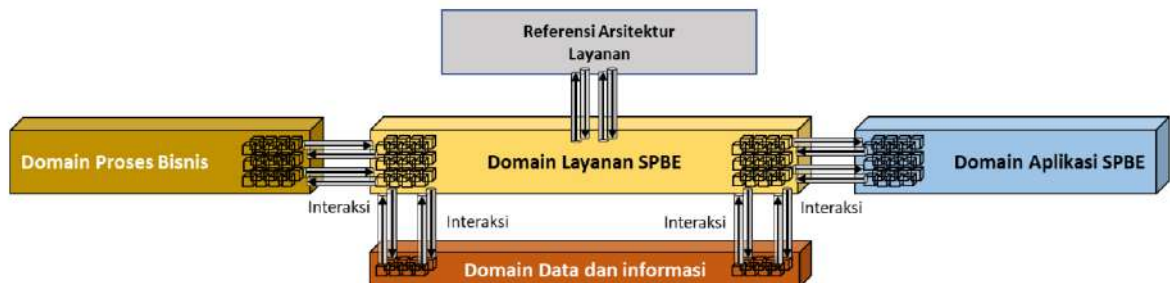 Referensi Arsitektur
Layanan
Domain Proses Bisnis
Domain Layanan SPBE
Domain Aplikasi SPBE
Interaksi
Interaksi
Interaksi
Interaksi
Domain Data dan informasi